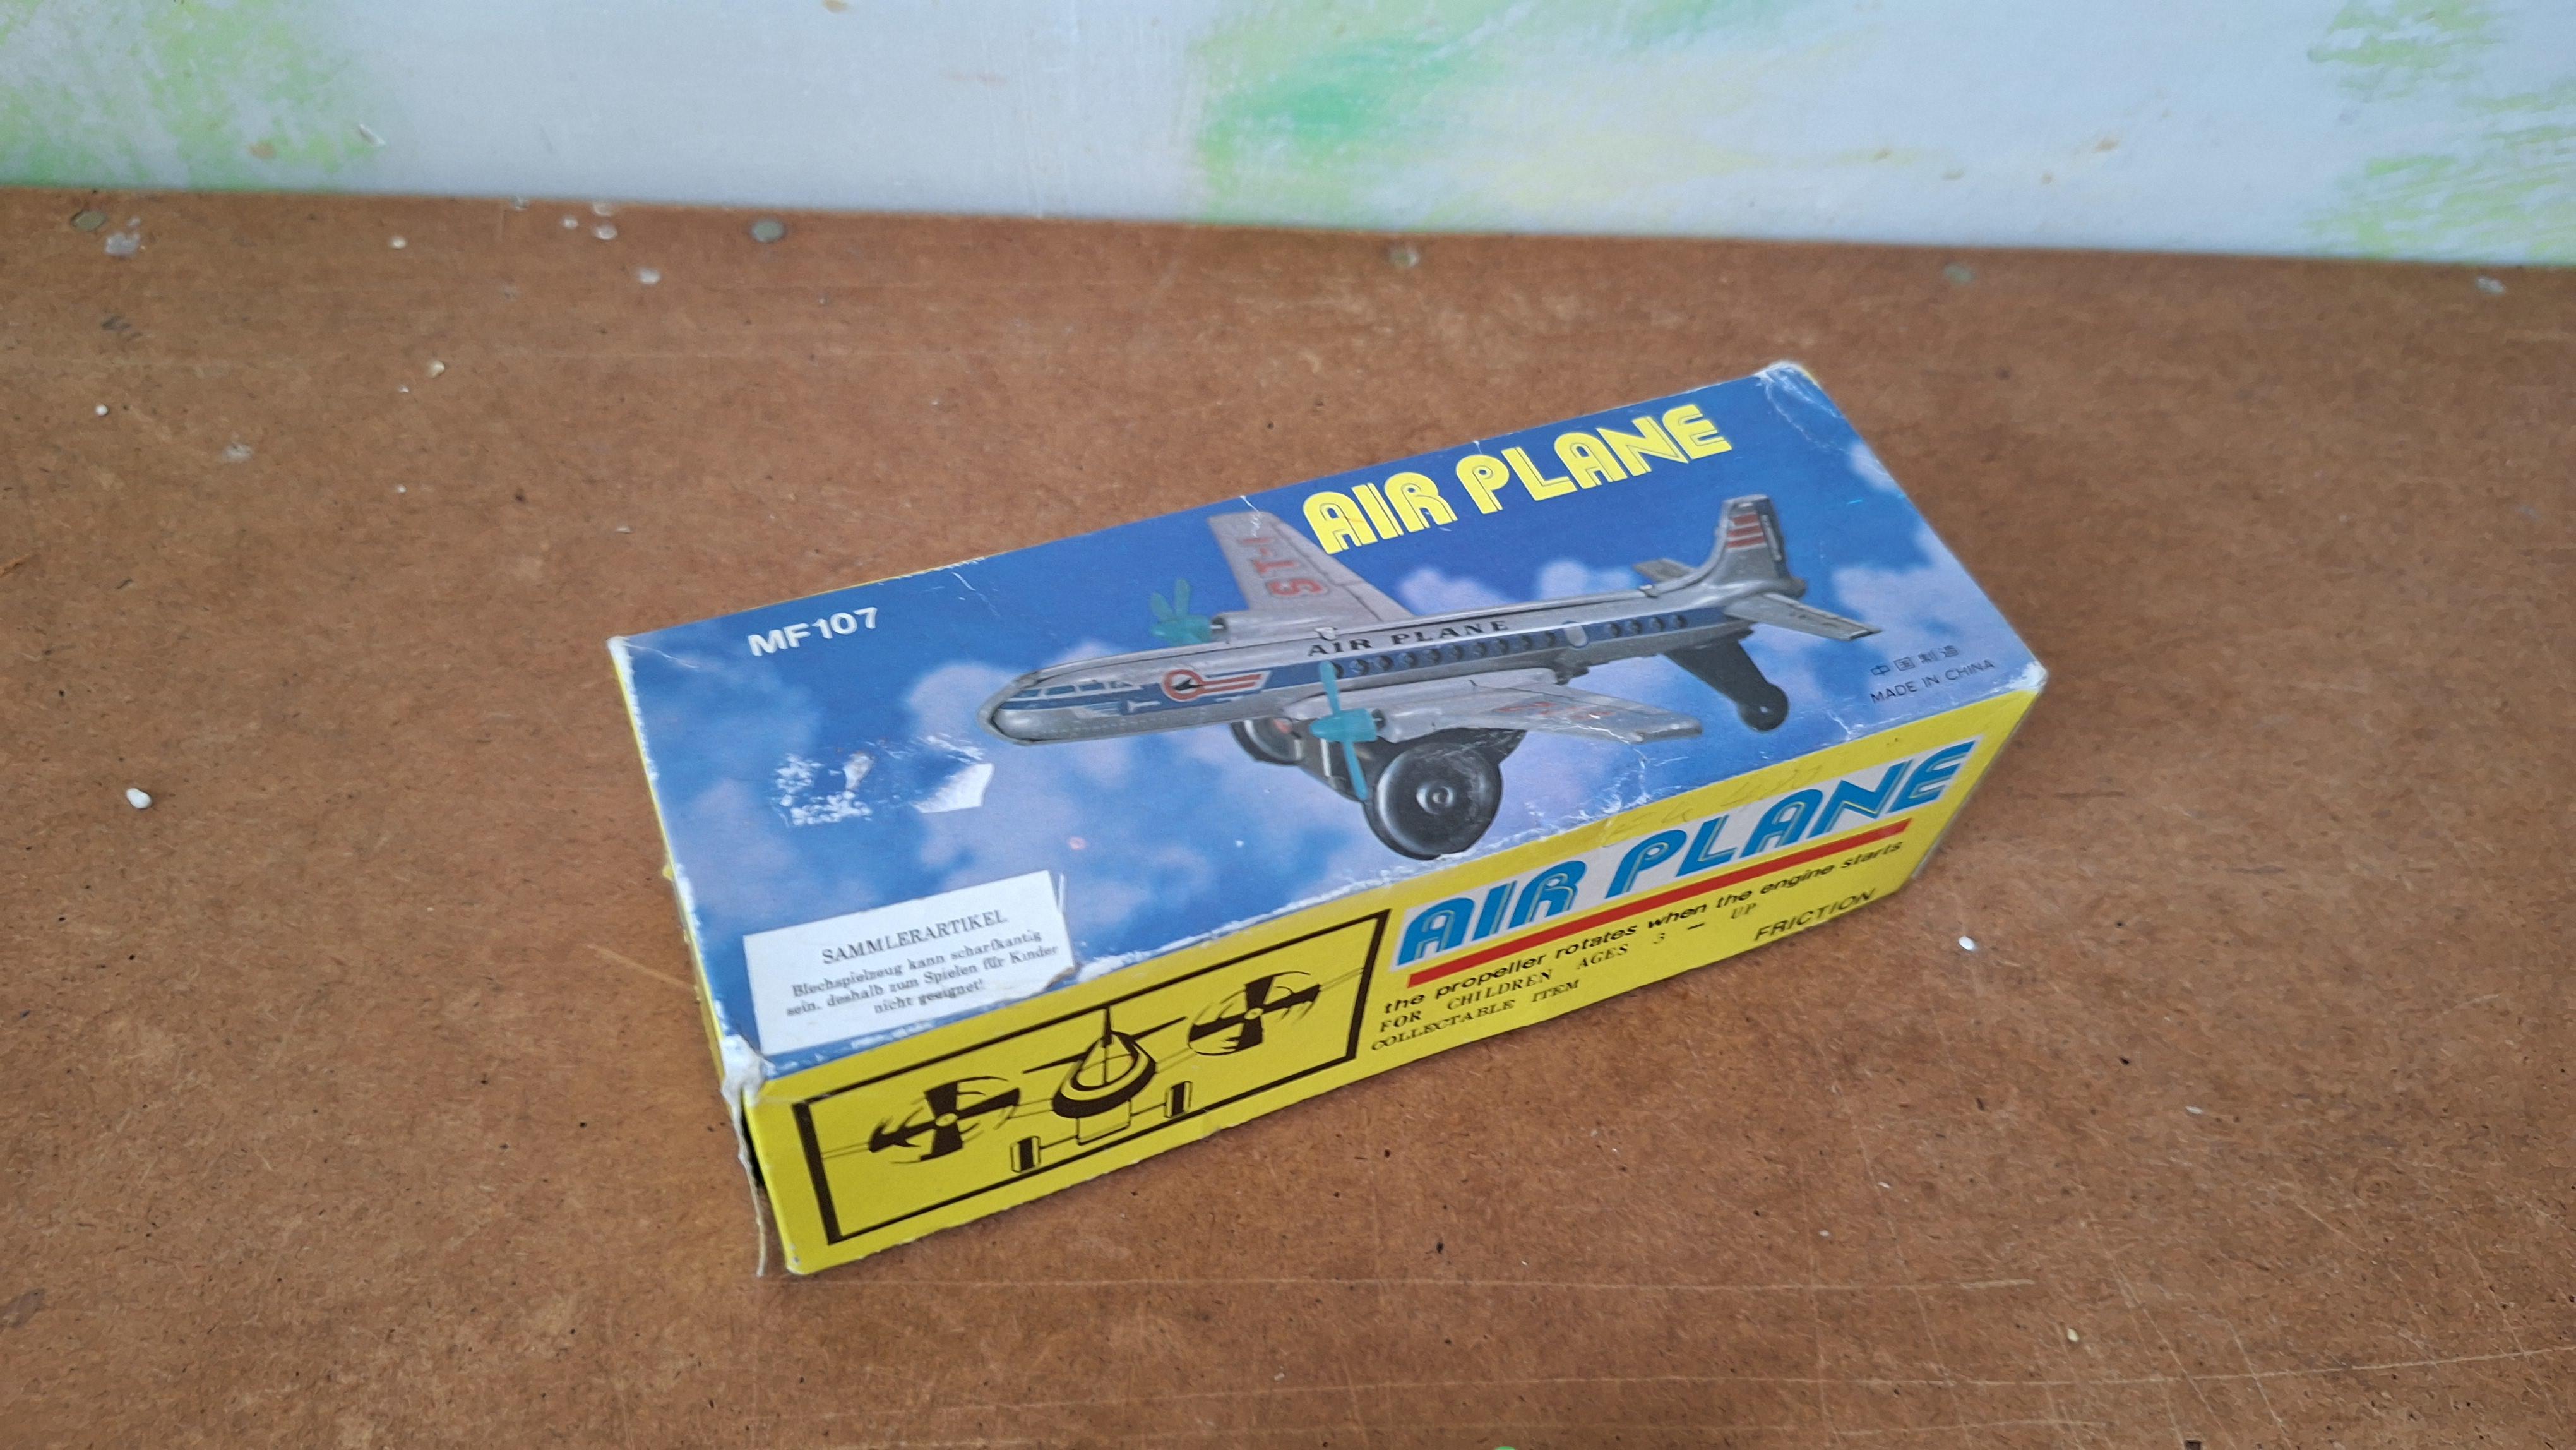 AIR PLANE
MF107
ST-1
AIR PLANE
中国制造
MADE IN CHINA
SAMMLERARTIKEL
Blechspielzeug kann scharfkantig
sein, deshalb zum Spielen für Kinder
nicht geeignet!
AIR PLANE
the propeller rotates when the engine starts
FOR CHILDREN AGES 3 — UP
COLLECTABLE ITEM
FRICTION